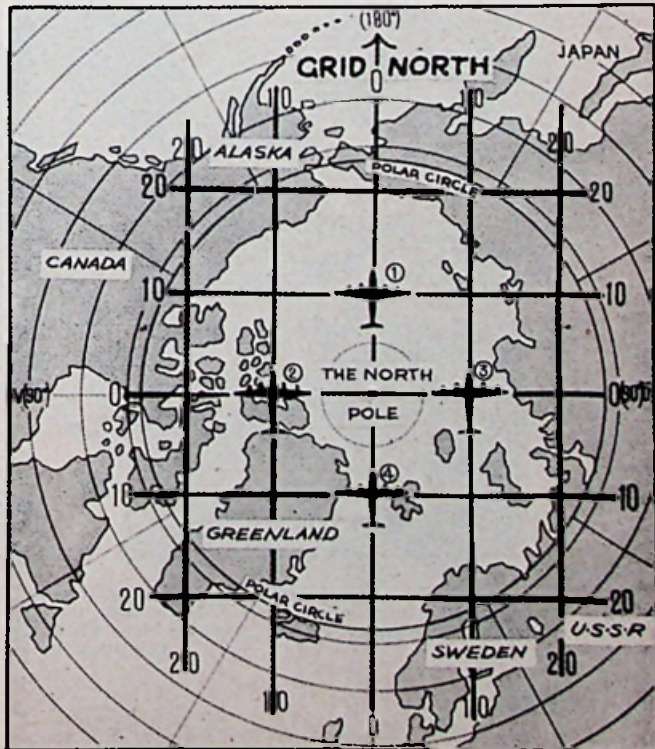 (180°)
GRID NORTH
JAPAN
0
10
10
20
20
ALASKA
POLAR CIRCLE
20
20
CANADA
①
10
10
②
③
THE NORTH
0
0
POLE
④
10
10
GREENLAND
POLAR CIRCLE
20
20
U·S·S·R
SWEDEN
20
20
10
10
0